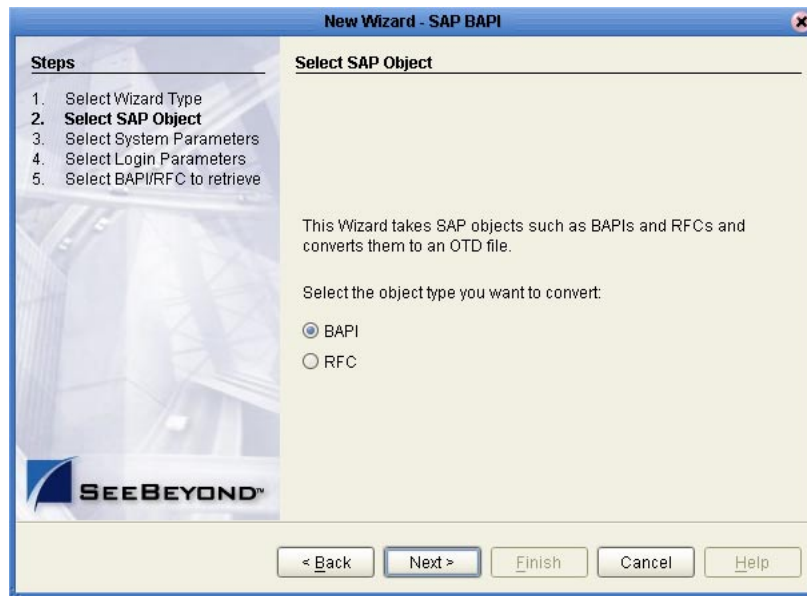 New Wizard - SAP BAPI
Steps
1. Select Wizard Type
2. Select SAP Object
3. Select System Parameters
4. Select Login Parameters
5. Select BAPI/RFC to retrieve
Select SAP Object
This Wizard takes SAP objects such as BAPIs and RFCs and
converts them to an OTD file.
Select the object type you want to convert:
BAPI
RFC
SEEBEYOND™
< Back
Next >
Finish
Cancel
Help